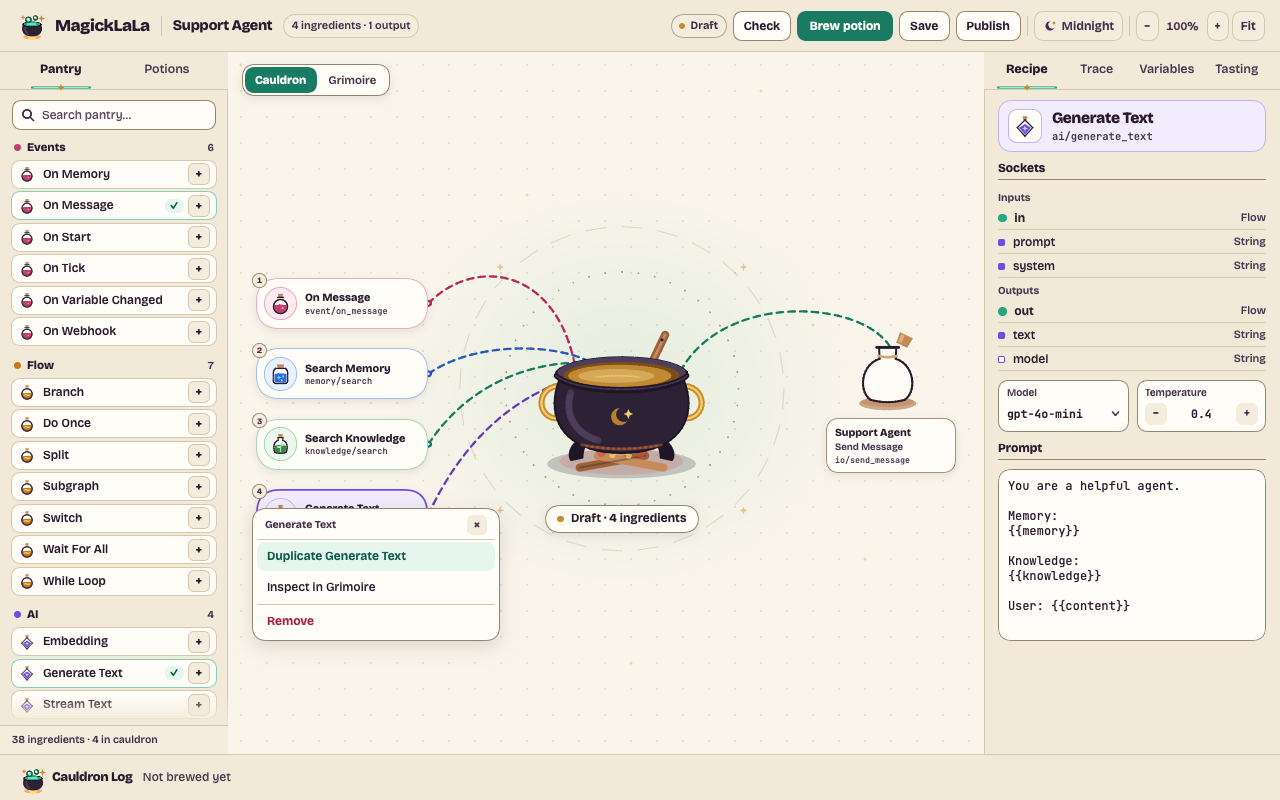 MagickLaLa
Support Agent
4 ingredients · 1 output
Draft
Check
Brew potion
Save
Publish
Midnight
−
100%
+
Fit
Pantry
Potions
Search pantry…
Events
6
On Memory
+
On Message
+
On Start
+
On Tick
+
On Variable Changed
+
On Webhook
+
Flow
7
Branch
+
Do Once
+
Split
+
Subgraph
+
Switch
+
Wait For All
+
While Loop
+
AI
4
Embedding
+
Generate Text
+
Stream Text
+
38 ingredients · 4 in cauldron
Cauldron
Grimoire
1
On Message
event/on_message
2
Search Memory
memory/search
3
Search Knowledge
knowledge/search
4
Generate Text
Generate Text
×
Duplicate Generate Text
Inspect in Grimoire
Remove
Draft · 4 ingredients
Support Agent
Send Message
io/send_message
Recipe
Trace
Variables
Tasting
Generate Text
ai/generate_text
Sockets
Inputs
in
Flow
prompt
String
system
String
Outputs
out
Flow
text
String
model
String
Model
gpt-4o-mini
Temperature
−
0.4
+
Prompt
You are a helpful agent.
Memory:
{{memory}}
Knowledge:
{{knowledge}}
User: {{content}}
Cauldron Log
Not brewed yet